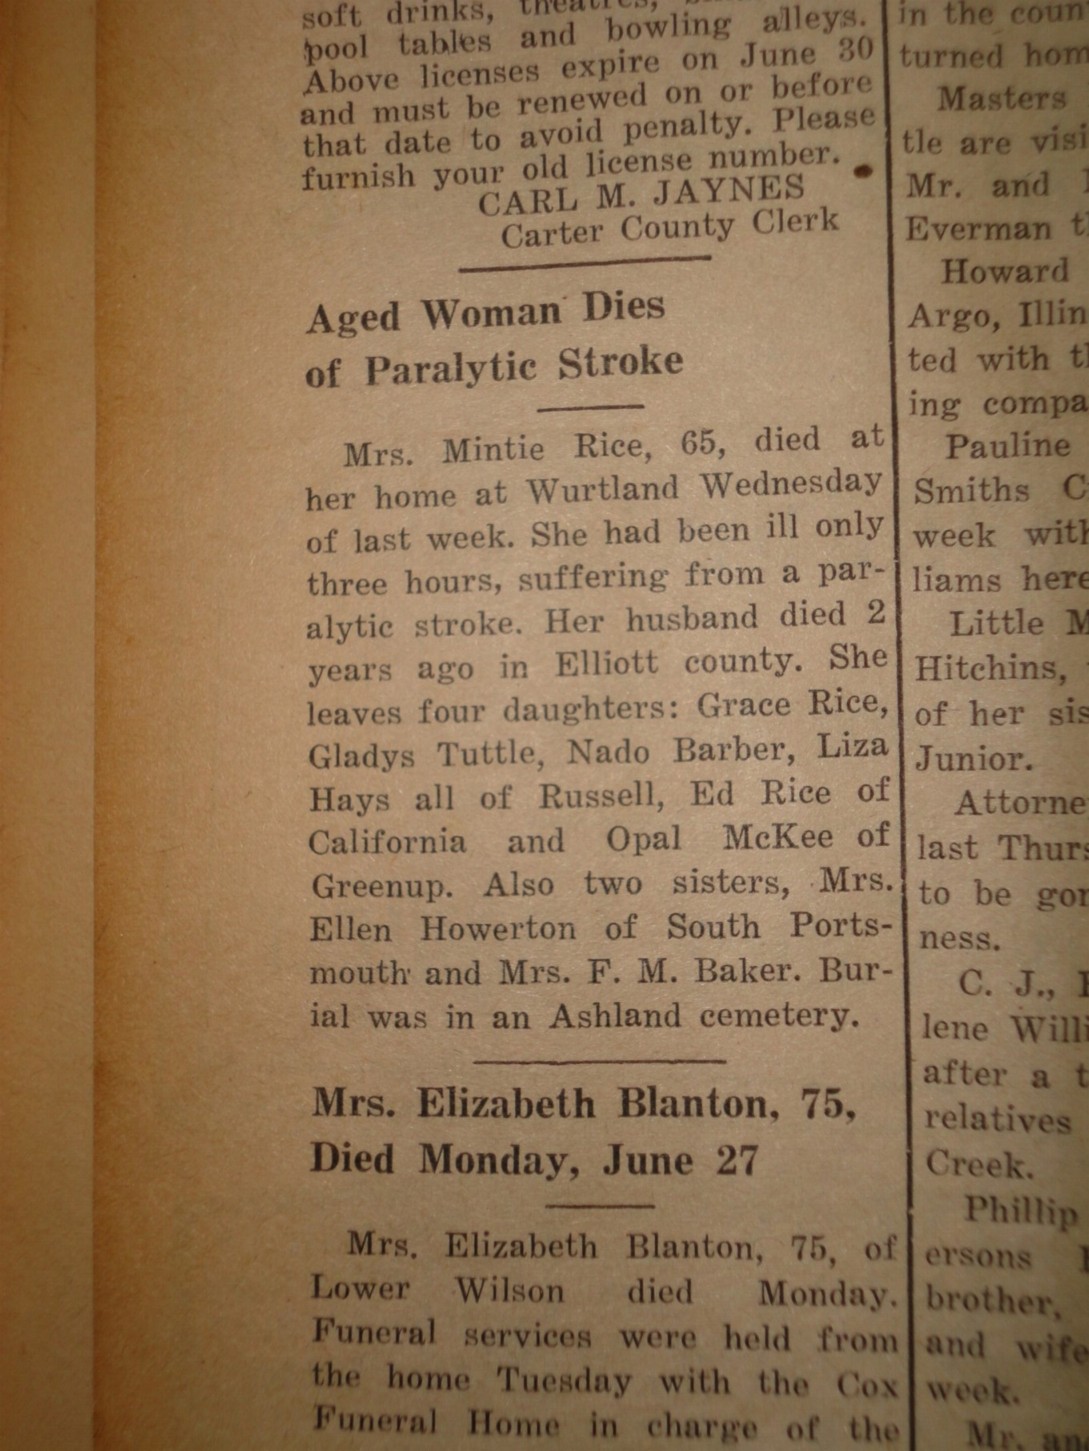 soft drinks, theatres,
pool tables and bowling alleys.
Above licenses expire on June 30
and must be renewed on or before
that date to avoid penalty. Please
furnish your old license number.
CARL M. JAYNES
Carter County Clerk
Aged Woman Dies
of Paralytic Stroke
Mrs. Mintie Rice, 65, died at
her home at Wurtland Wednesday
of last week. She had been ill only
three hours, suffering from a par-
alytic stroke. Her husband died 2
years ago in Elliott county. She
leaves four daughters: Grace Rice,
Gladys Tuttle, Nado Barber, Liza
Hays all of Russell, Ed Rice of
California and Opal McKee of
Greenup. Also two sisters, Mrs.
Ellen Howerton of South Ports-
mouth and Mrs. F. M. Baker. Bur-
ial was in an Ashland cemetery.
Mrs. Elizabeth Blanton, 75,
Died Monday, June 27
Mrs. Elizabeth Blanton, 75, of
Lower Wilson died Monday.
Funeral services were held from
the home Tuesday with the Cox
Funeral Home in charge of the
in the coun
turned hom
Masters
tle are visi
Mr. and
Everman t
Howard
Argo, Illin
ted with t
ing compa
Pauline
Smiths C
week with
liams here
Little M
Hitchins,
of her sis
Junior.
Attorne
last Thurs
to be gon
ness.
C. J.,
lene Willi
after a t
relatives
Creek.
Phillip
ersons
brother,
and wife
week.
Mr. an